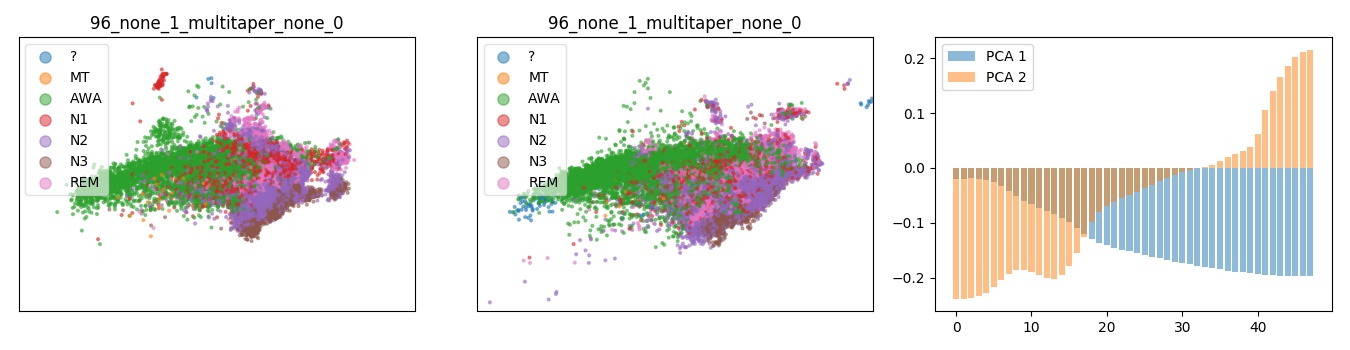 96_none_1_multitaper_none_0
?
MT
AWA
N1
N2
N3
REM
96_none_1_multitaper_none_0
?
MT
AWA
N1
N2
N3
REM
PCA 1
PCA 2
0.2
0.1
0.0
−0.1
−0.2
0
10
20
30
40